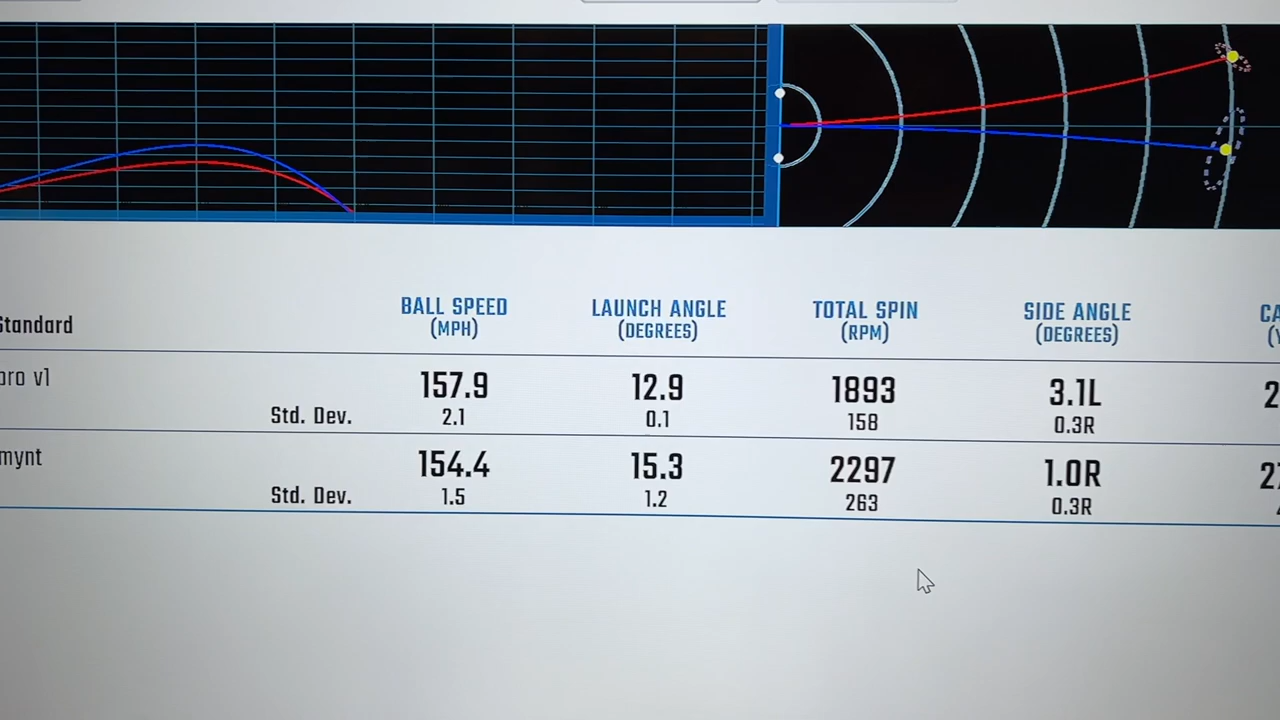 BALL SPEED LAUNCH ANGLE TOTAL SPIN SIDE ANGLE
Standard (MPH) (DEGREES) (RPM) (DEGREES)
pro v1 157.9 12.9 1893 3.1L
Std. Dev. 2.1 0.1 158 0.3R
mynt 154.4 15.3 2297 1.0R
Std. Dev. 1.5 1.2 263 0.3R